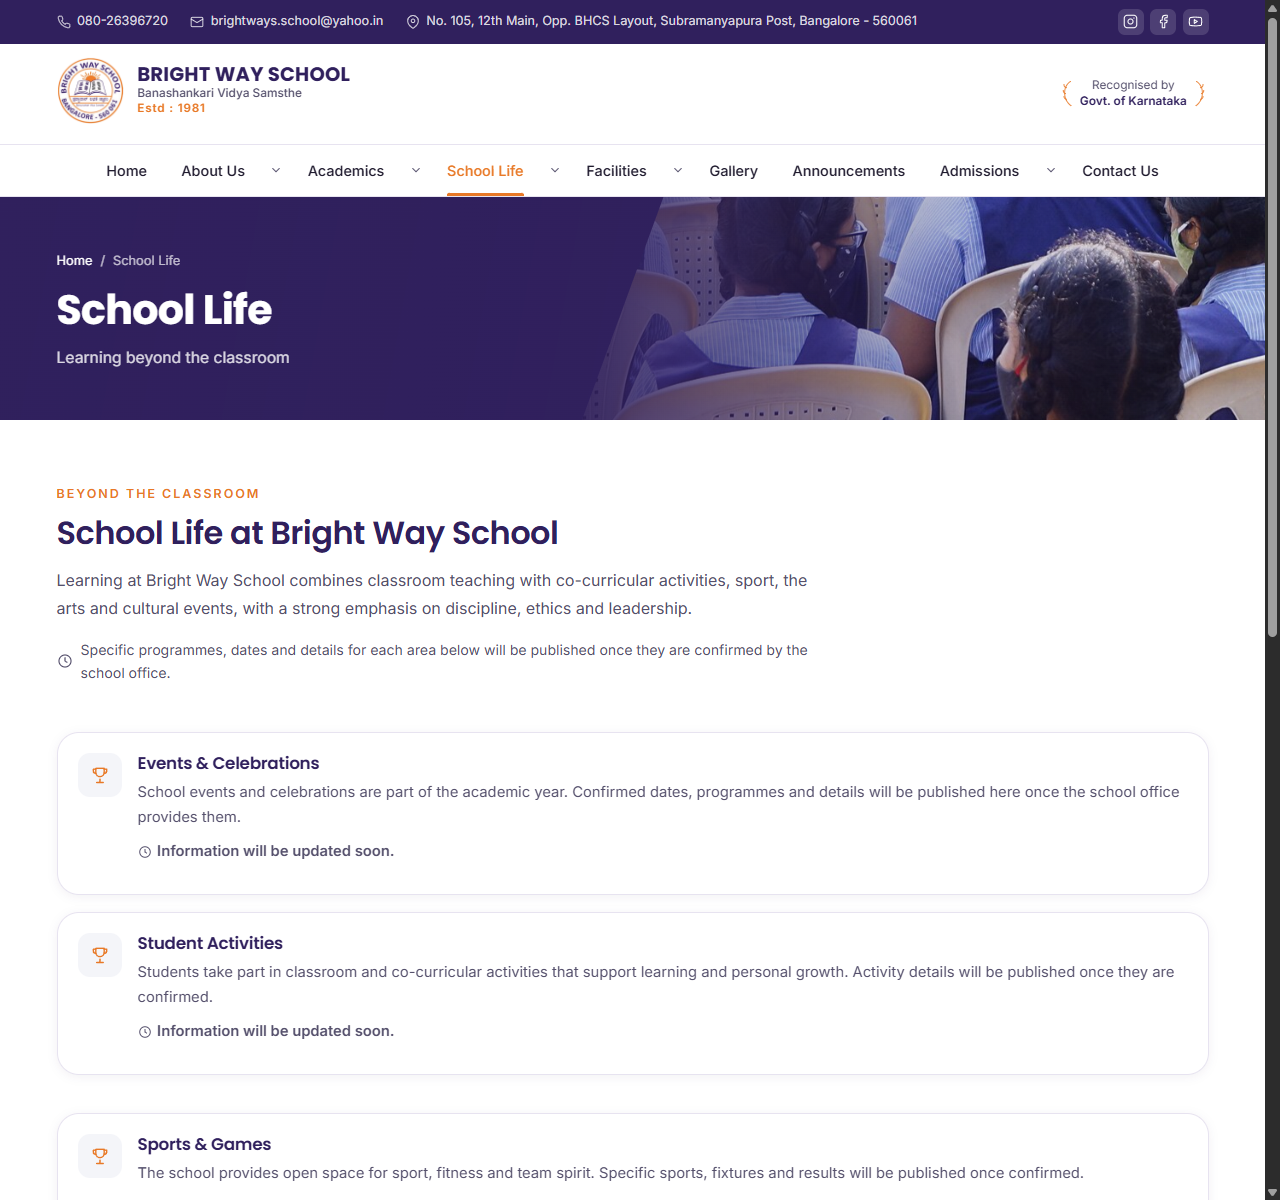 080-26396720
brightways.school@yahoo.in
No. 105, 12th Main, Opp. BHCS Layout, Subramanyapura Post, Bangalore - 560061
BRIGHT WAY SCHOOL
BANGALORE - 560 061
BRIGHT WAY SCHOOL
Banashankari Vidya Samsthe
Estd : 1981
Recognised by
Govt. of Karnataka
Home
About Us
Academics
School Life
Facilities
Gallery
Announcements
Admissions
Contact Us
Home / School Life
School Life
Learning beyond the classroom
BEYOND THE CLASSROOM
School Life at Bright Way School
Learning at Bright Way School combines classroom teaching with co-curricular activities, sport, the
arts and cultural events, with a strong emphasis on discipline, ethics and leadership.
Specific programmes, dates and details for each area below will be published once they are confirmed by the
school office.
Events & Celebrations
School events and celebrations are part of the academic year. Confirmed dates, programmes and details will be published here once the school office
provides them.
Information will be updated soon.
Student Activities
Students take part in classroom and co-curricular activities that support learning and personal growth. Activity details will be published once they are
confirmed.
Information will be updated soon.
Sports & Games
The school provides open space for sport, fitness and team spirit. Specific sports, fixtures and results will be published once confirmed.